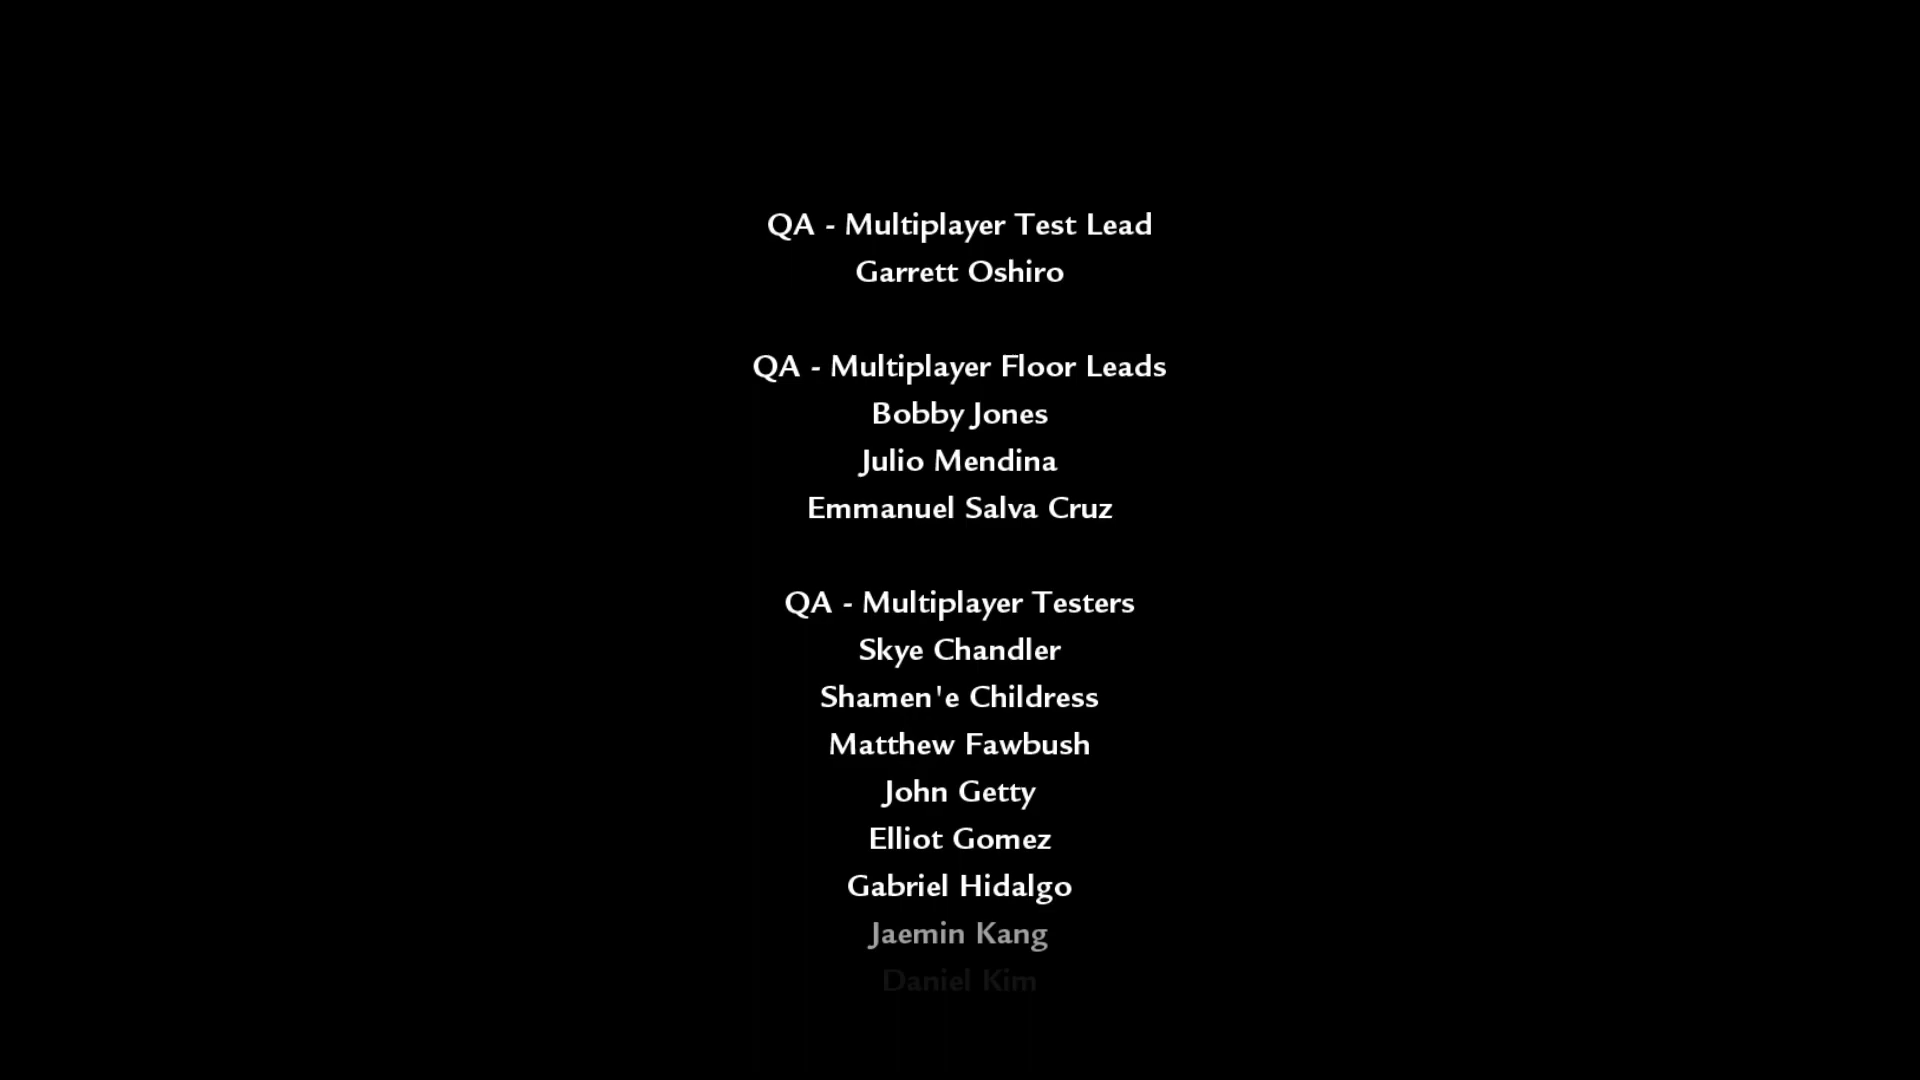 QA - Multiplayer Test Lead
Garrett Oshiro
QA - Multiplayer Floor Leads
Bobby Jones
Julio Mendina
Emmanuel Salva Cruz
QA - Multiplayer Testers
Skye Chandler
Shamen'e Childress
Matthew Fawbush
John Getty
Elliot Gomez
Gabriel Hidalgo
Jaemin Kang
Daniel Kim